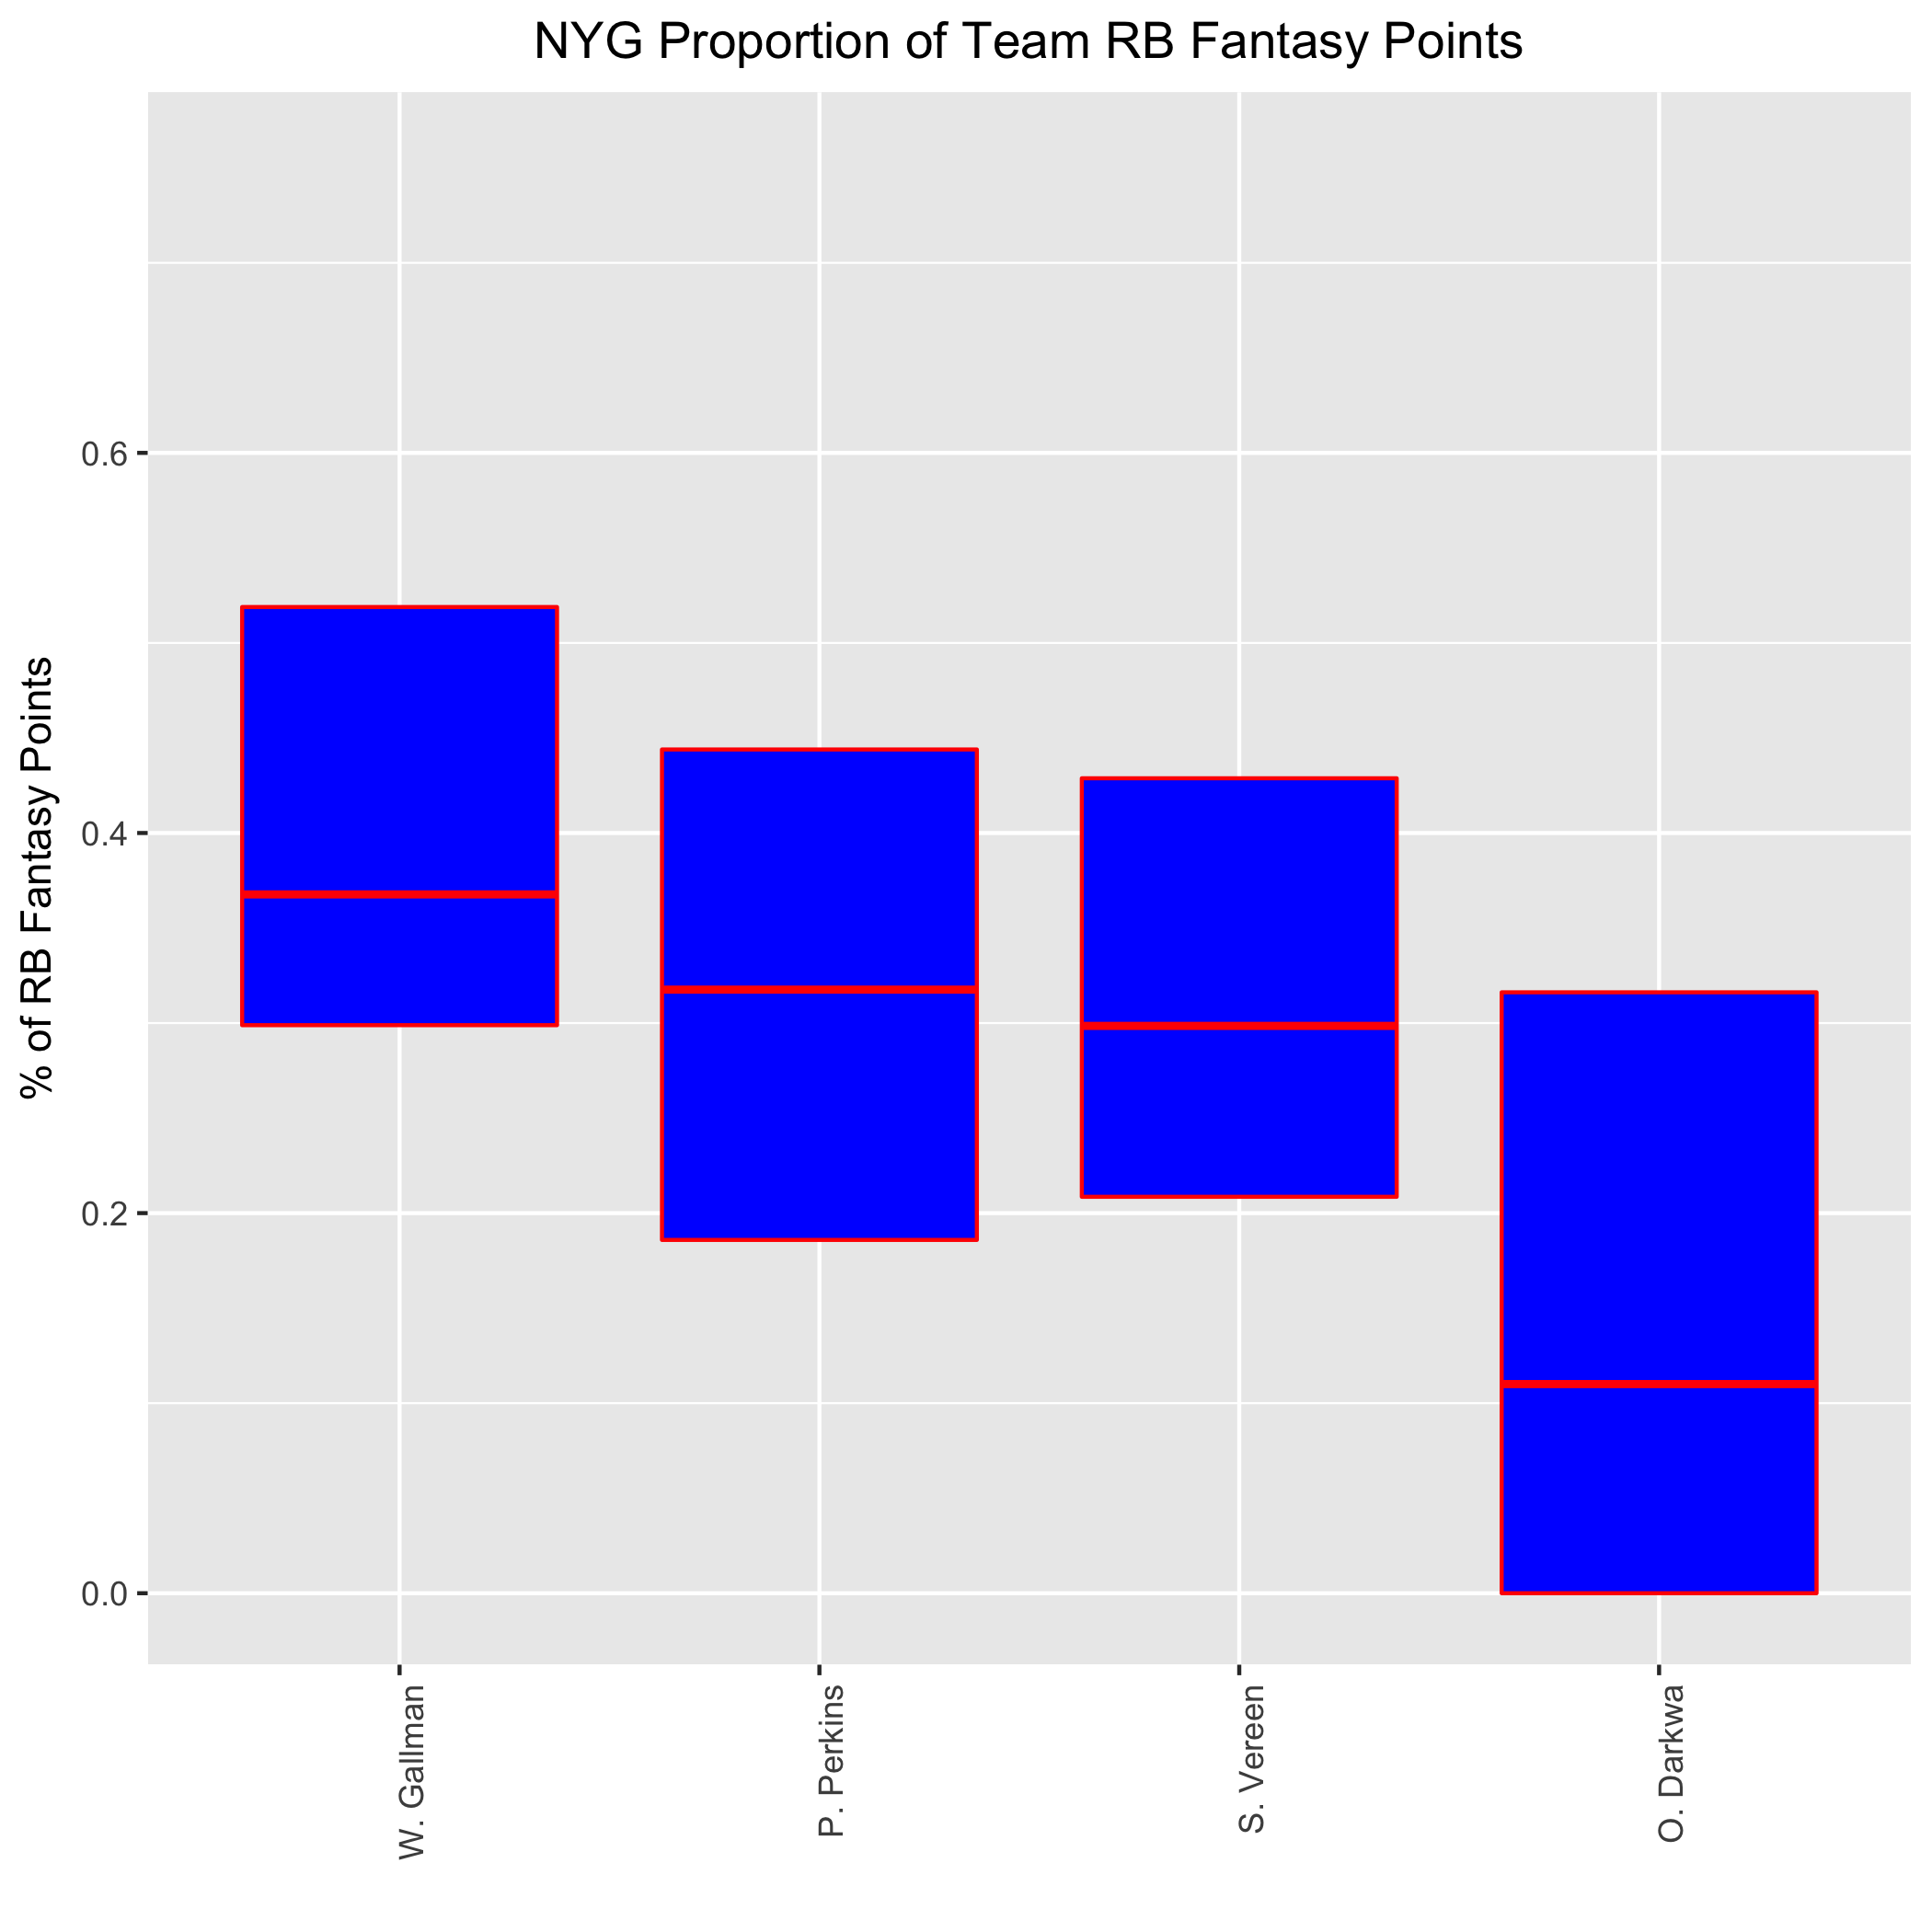 NYG Proportion of Team RB Fantasy Points
% of RB Fantasy Points
0.6
0.4
0.2
0.0
W. Gallman
P. Perkins
S. Vereen
O. Darkwa